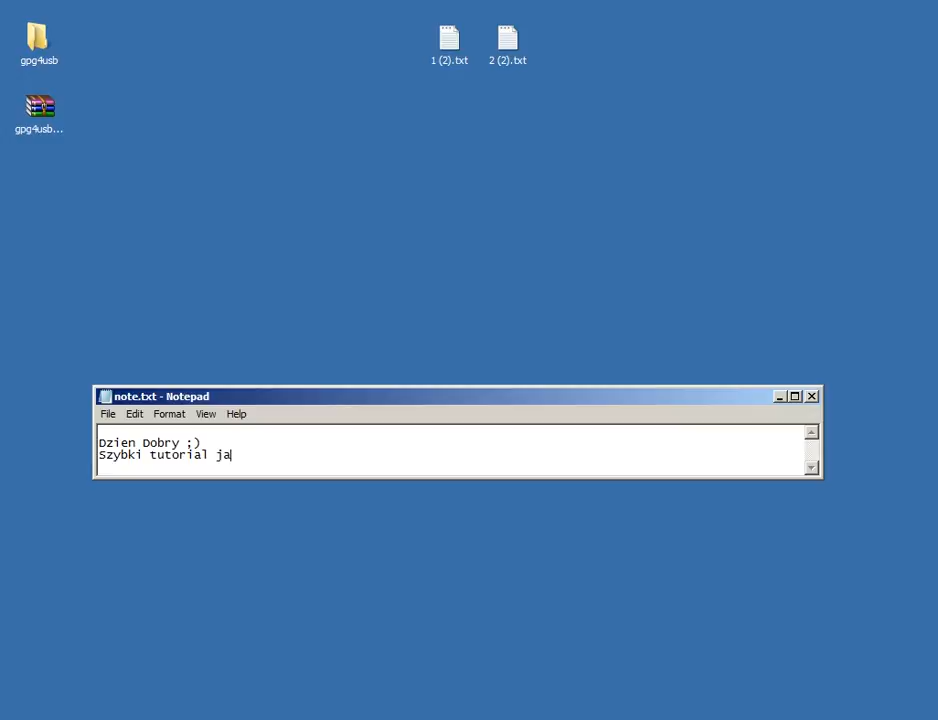 gpg4usb
1 (2).txt
2 (2).txt
gpg4usb...
note.txt - Notepad
File Edit Format View Help
Dzien Dobry ;)
Szybki tutorial ja